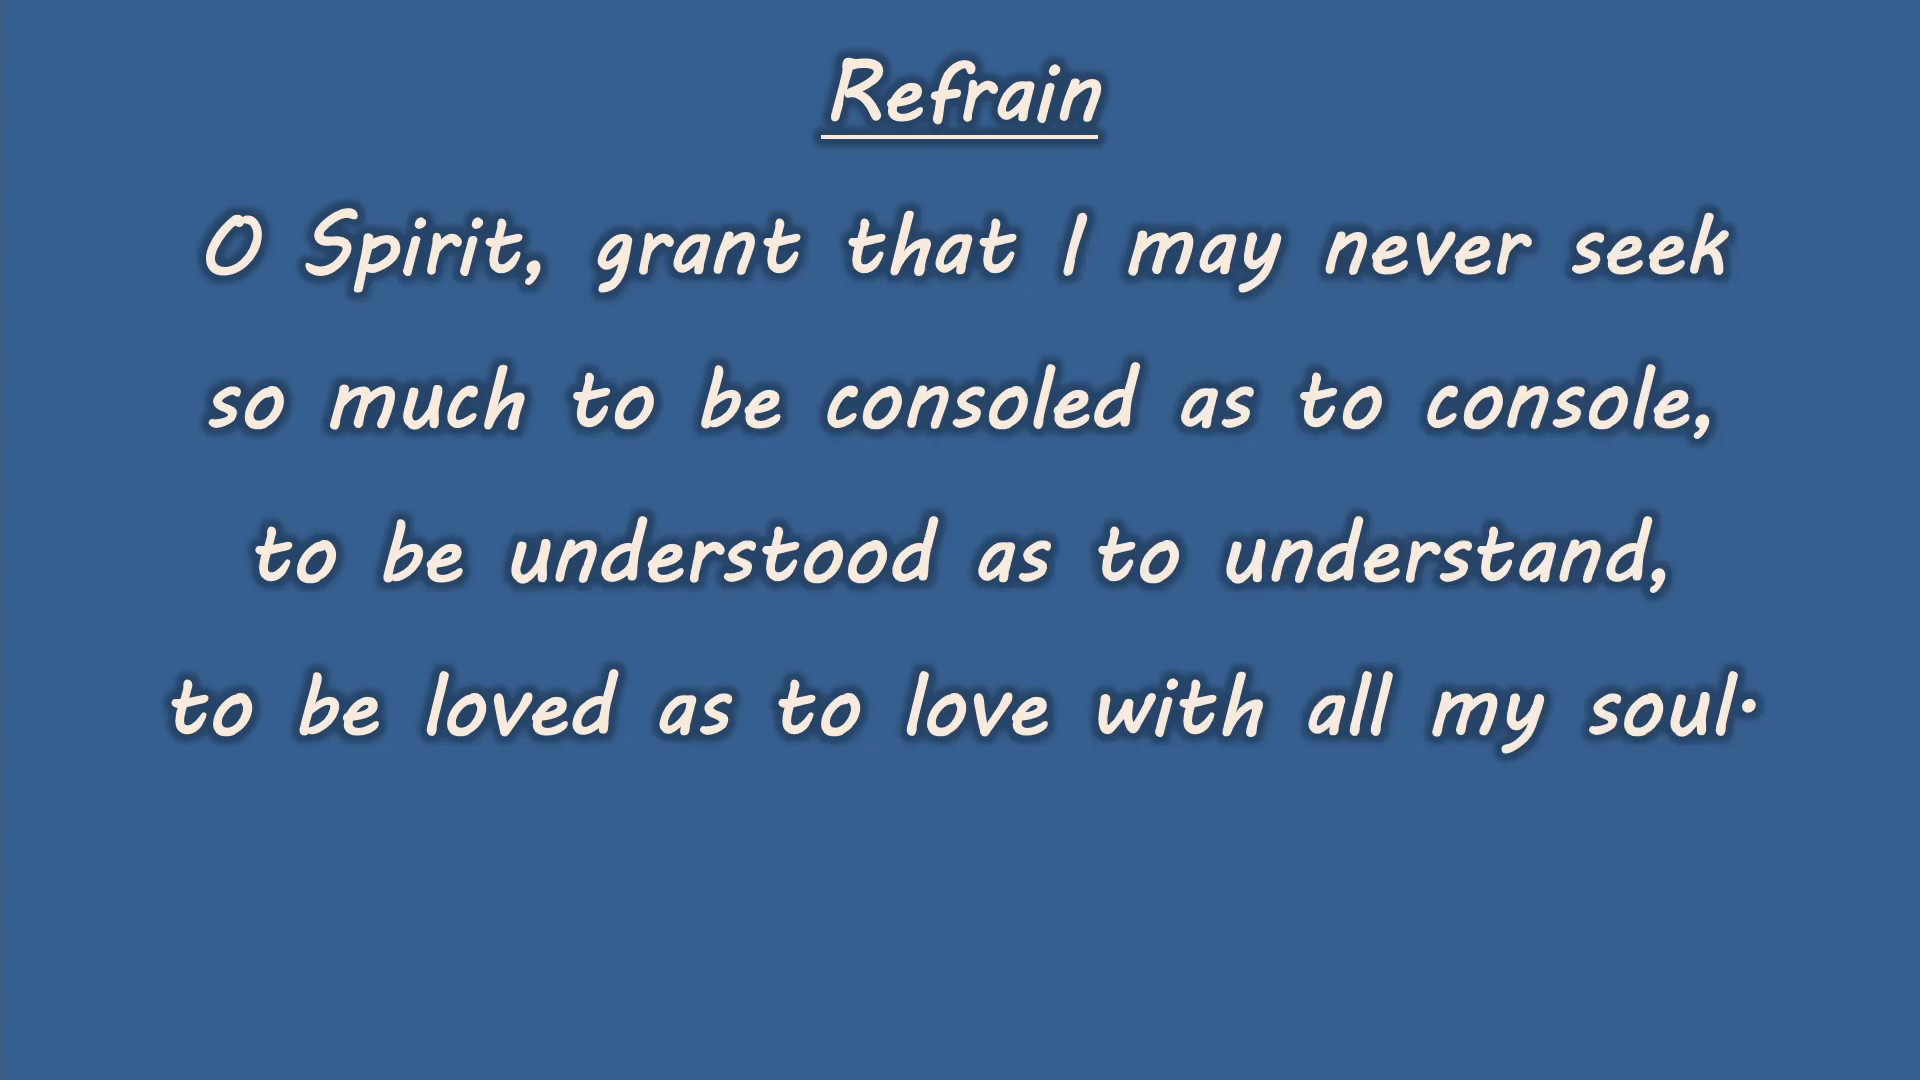 Refrain
O Spirit, grant that I may never seek
so much to be consoled as to console,
to be understood as to understand,
to be loved as to love with all my soul.